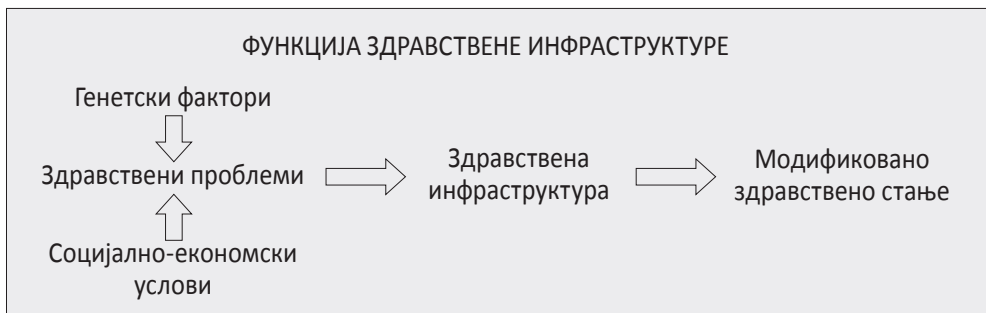 ФУНКЦИЈА ЗДРАВСТВЕНЕ ИНФРАСТРУКТУРЕ
Генетски фактори
Здравствени проблеми
Социјално-економски
услови
Здравствена
инфраструктура
Модификовано
здравствено стање